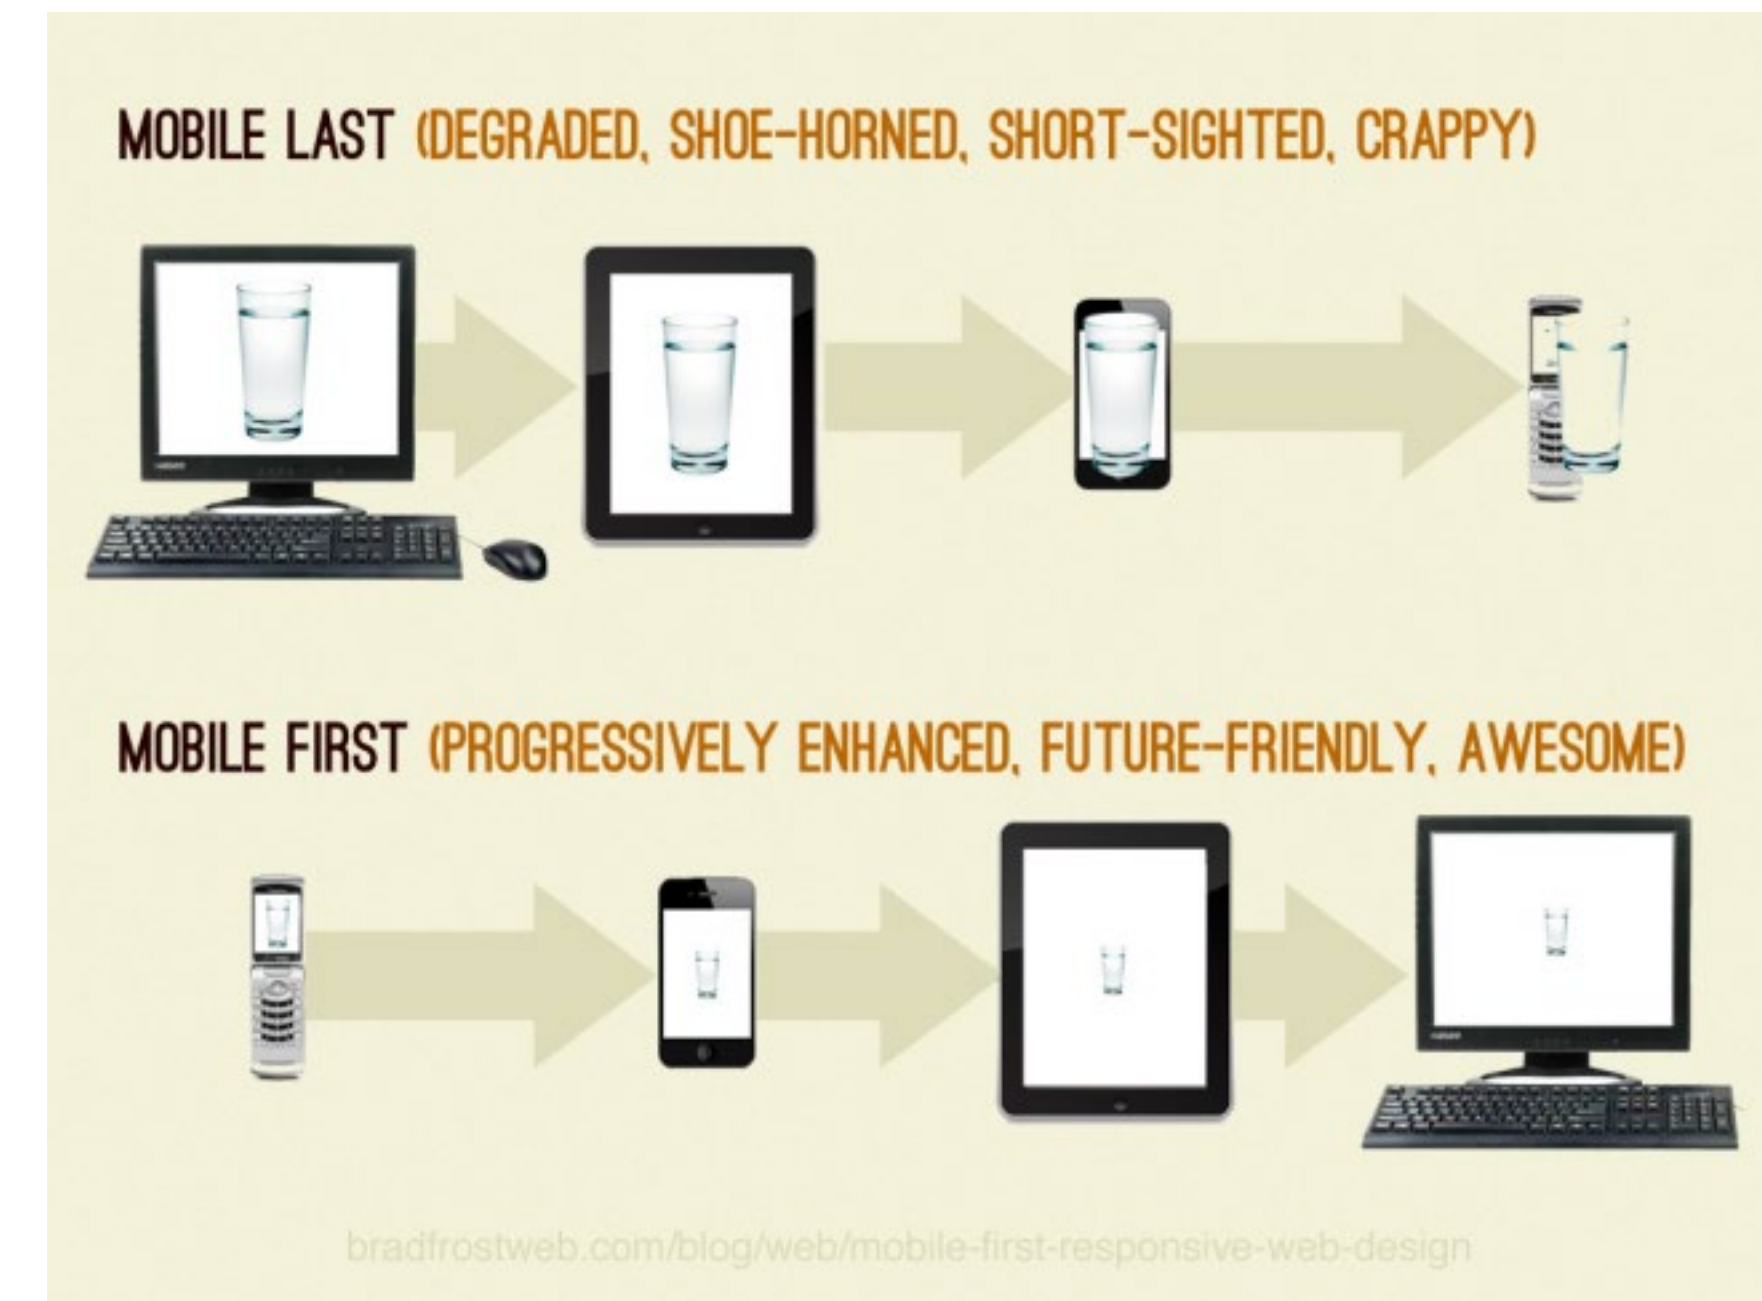 MOBILE LAST (DEGRADED, SHOE-HORNED, SHORT-SIGHTED, CRAPPY)
MOBILE FIRST (PROGRESSIVELY ENHANCED, FUTURE-FRIENDLY, AWESOME)
bradfrostweb.com/blog/web/mobile-first-responsive-web-design